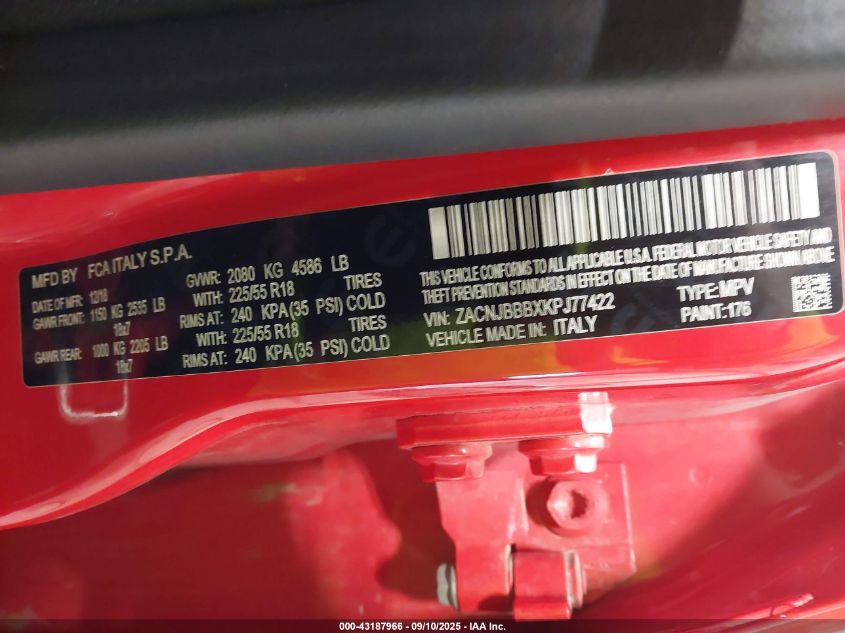 MFD BY FCA ITALY S.P.A.
DATE OF MFR: 12/18 GVWR: 2080 KG 4586 LB
GAWR FRONT: 1150 KG 2535 LB WITH: 225/55 R18 TIRES
18x7 RIMS AT: 240 KPA (35 PSI) COLD
GAWR REAR: 1000 KG 2205 LB WITH: 225/55 R18 TIRES
18x7 RIMS AT: 240 KPA (35 PSI) COLD
THIS VEHICLE CONFORMS TO ALL APPLICABLE U.S.A. FEDERAL MOTOR VEHICLE SAFETY AND
THEFT PREVENTION STANDARDS IN EFFECT ON THE DATE OF MANUFACTURE SHOWN ABOVE
VIN: ZACNJBBBXKPJ77422 TYPE: MPV
VEHICLE MADE IN: ITALY PAINT: 176
000-43187966 - 09/10/2025 - IAA Inc.